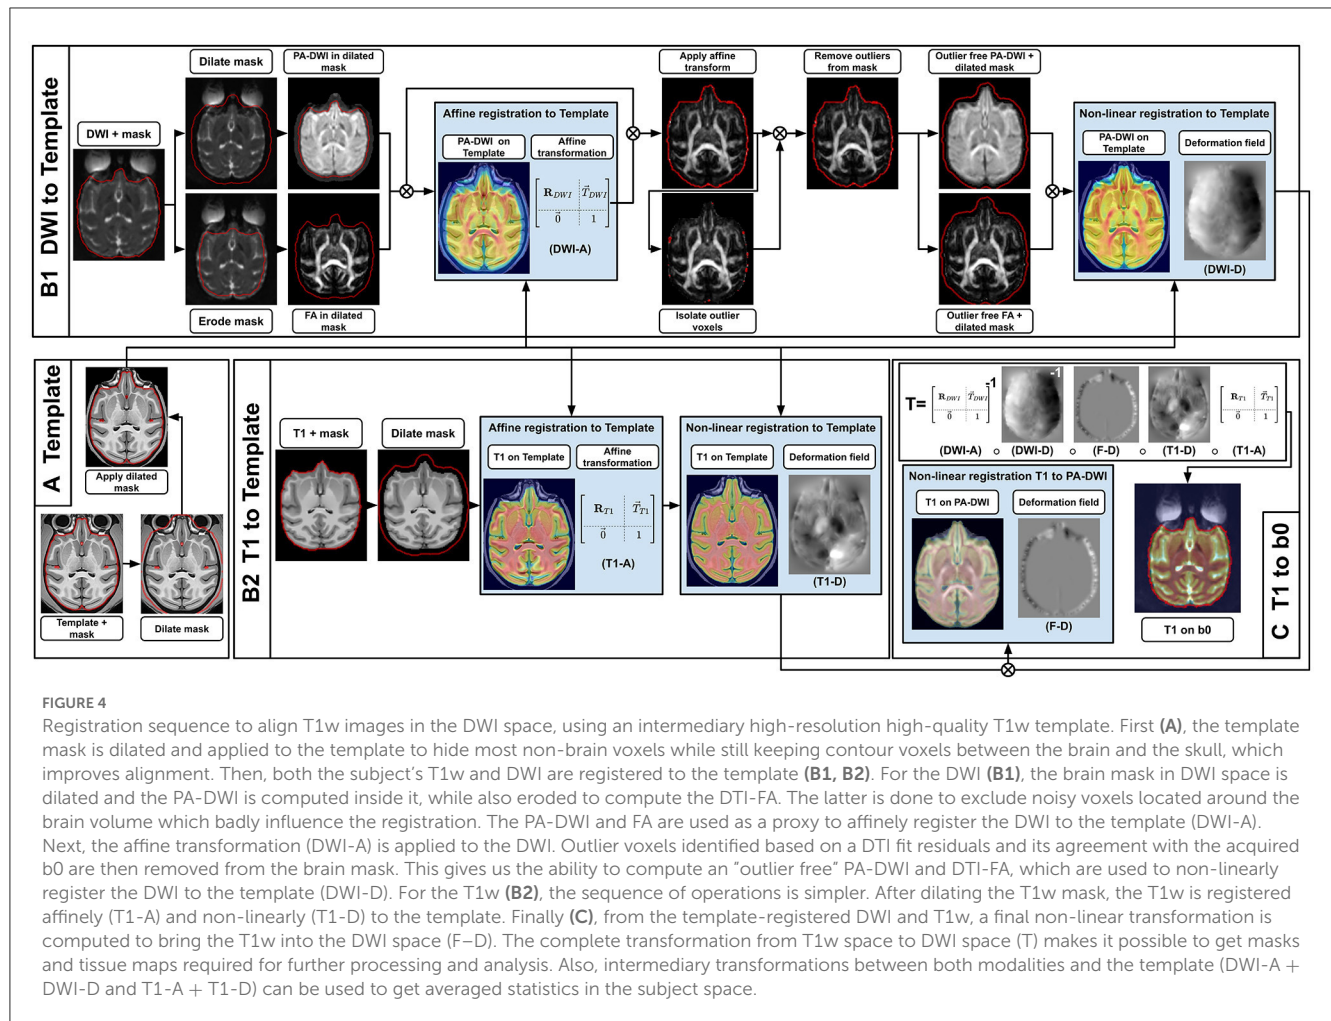 B1 DWI to Template
DWI + mask
Dilate mask
PA-DWI in dilated
mask
Erode mask
FA in dilated
mask
Affine registration to Template
PA-DWI on
Template
Affine
transformation
R_DWI T⃗_DWI
0⃗ 1
(DWI-A)
Apply affine
transform
Isolate outlier
voxels
Remove outliers
from mask
Outlier free PA-DWI +
dilated mask
Outlier free FA +
dilated mask
Non-linear registration to Template
PA-DWI on
Template
Deformation field
(DWI-D)
A Template
Apply dilated
mask
Template +
mask
Dilate mask
B2 T1 to Template
T1 + mask
Dilate mask
Affine registration to Template
T1 on Template
Affine
transformation
R_T1 T⃗_T1
0⃗ 1
(T1-A)
Non-linear registration to Template
T1 on Template
Deformation field
(T1-D)
C T1 to b0
T= R_DWI T⃗_DWI -1 -1 R_T1 T⃗_T1
0⃗ 1 0⃗ 1
(DWI-A) o (DWI-D) o (F-D) o (T1-D) o (T1-A)
Non-linear registration T1 to PA-DWI
T1 on PA-DWI
Deformation field
(F-D)
T1 on b0
FIGURE 4
Registration sequence to align T1w images in the DWI space, using an intermediary high-resolution high-quality T1w template. First (A), the template
mask is dilated and applied to the template to hide most non-brain voxels while still keeping contour voxels between the brain and the skull, which
improves alignment. Then, both the subject's T1w and DWI are registered to the template (B1, B2). For the DWI (B1), the brain mask in DWI space is
dilated and the PA-DWI is computed inside it, while also eroded to compute the DTI-FA. The latter is done to exclude noisy voxels located around the
brain volume which badly influence the registration. The PA-DWI and FA are used as a proxy to affinely register the DWI to the template (DWI-A).
Next, the affine transformation (DWI-A) is applied to the DWI. Outlier voxels identified based on a DTI fit residuals and its agreement with the acquired
b0 are then removed from the brain mask. This gives us the ability to compute an "outlier free" PA-DWI and DTI-FA, which are used to non-linearly
register the DWI to the template (DWI-D). For the T1w (B2), the sequence of operations is simpler. After dilating the T1w mask, the T1w is registered
affinely (T1-A) and non-linearly (T1-D) to the template. Finally (C), from the template-registered DWI and T1w, a final non-linear transformation is
computed to bring the T1w into the DWI space (F–D). The complete transformation from T1w space to DWI space (T) makes it possible to get masks
and tissue maps required for further processing and analysis. Also, intermediary transformations between both modalities and the template (DWI-A +
DWI-D and T1-A + T1-D) can be used to get averaged statistics in the subject space.